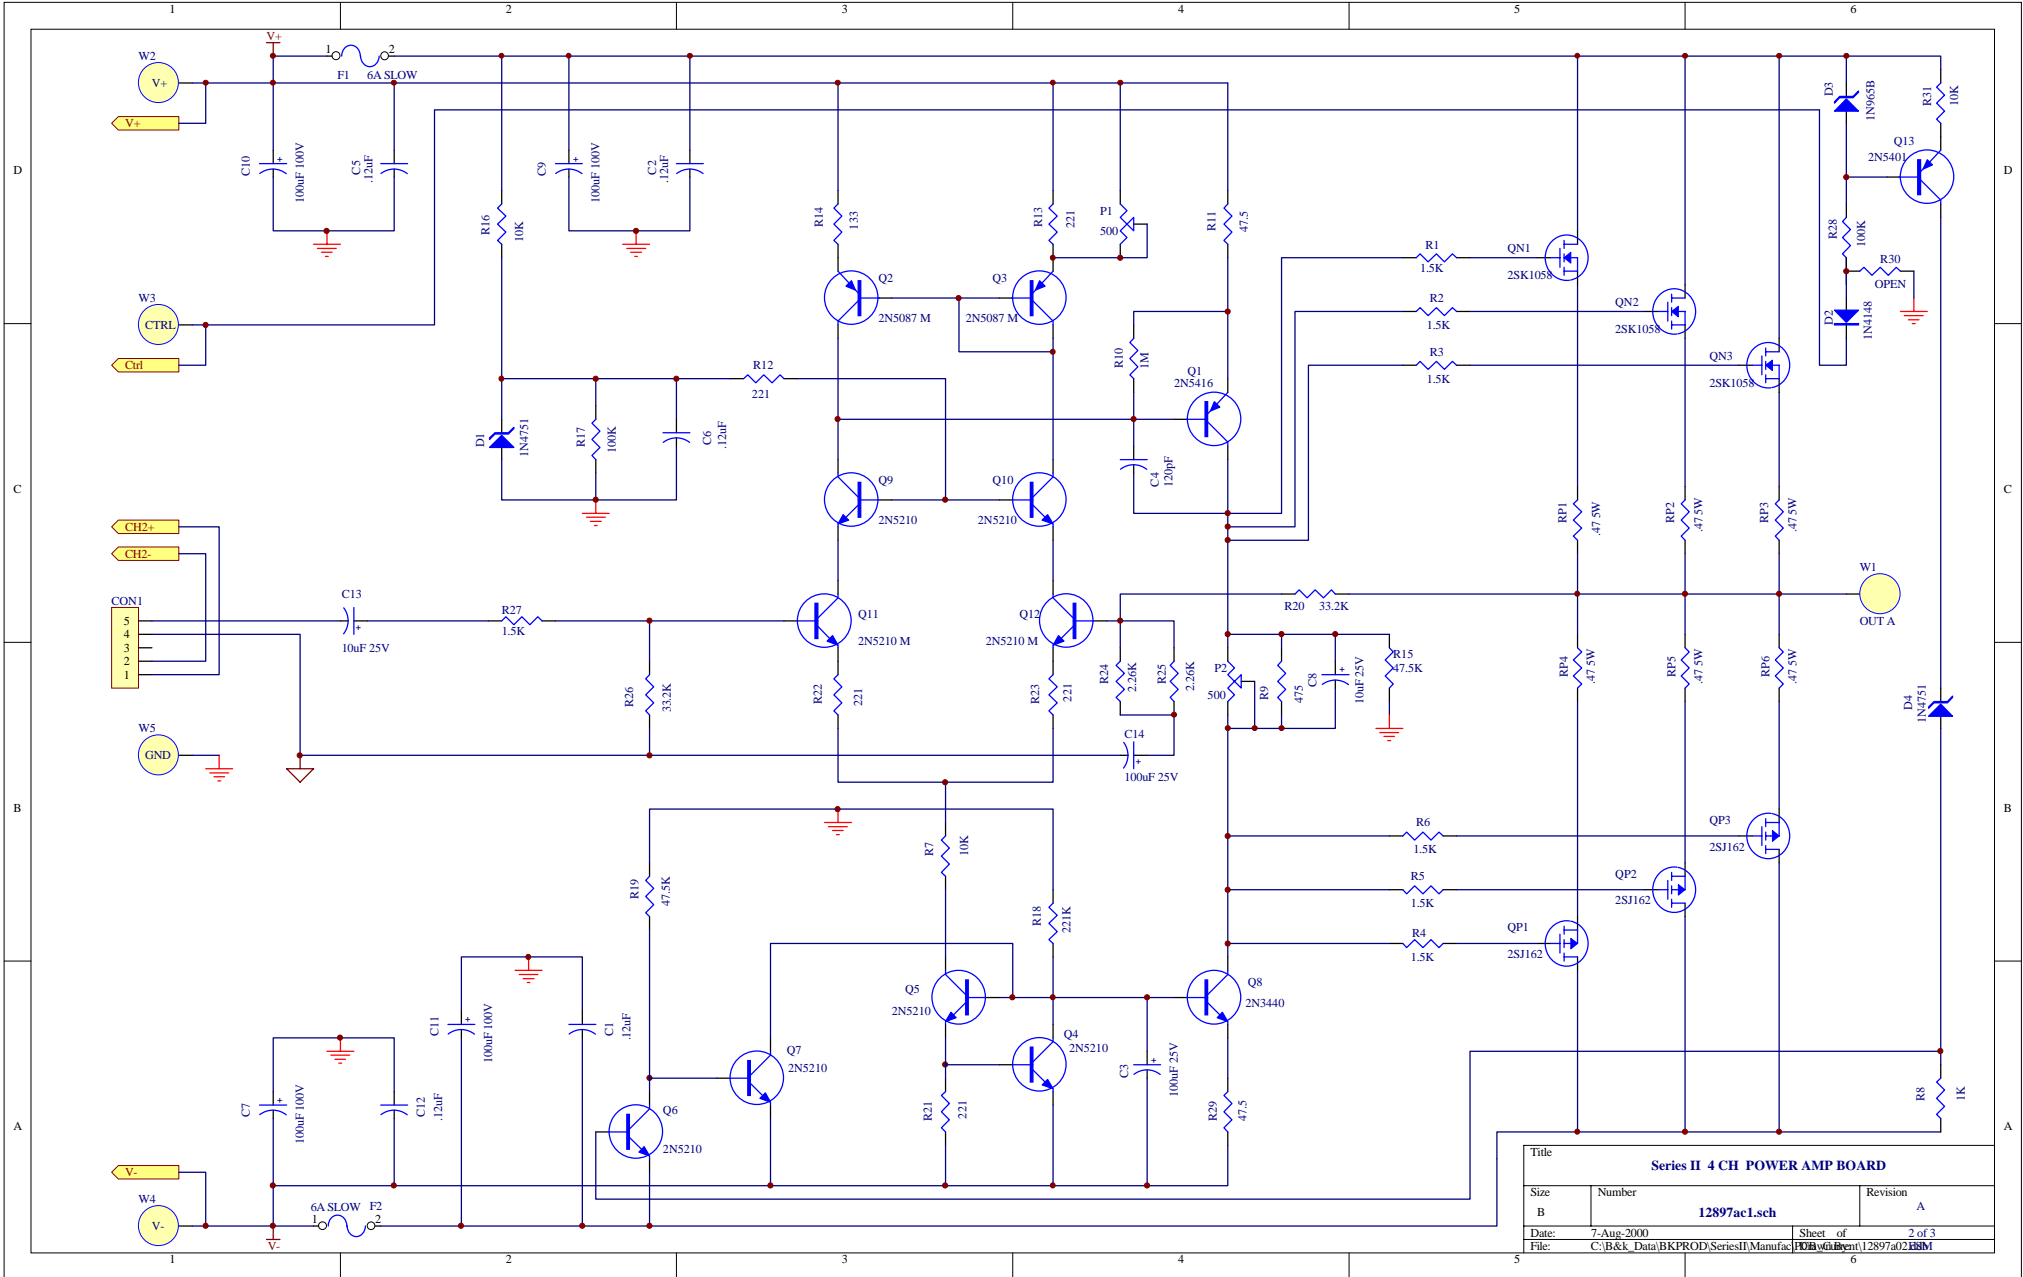 1 2 3 4 5 6
D
C
B
A
D
C
B
A
1 2 3 4 5 6
W2
V+
V+
V+
1 2
F1 6A SLOW
C10
100uF 100V
C5
.12uF
R16
10K
C9
100uF 100V
C2
.12uF
R14
133
R13
221
P1
500
R11
47.5
D3
1N965B
R31
10K
Q13
2N5401
R28
100K
R30
OPEN
D2
1N4148
W3
CTRL
Ctrl
Q2
2N5087 M
Q3
2N5087 M
R1
1.5K
R2
1.5K
R3
1.5K
QN1
2SK1058
QN2
2SK1058
QN3
2SK1058
R10
1M
Q1
2N5416
R12
221
D1
1N4751
R17
100K
C6
.12uF
C4
120pF
Q9
2N5210
Q10
2N5210
RP1
.47 5W
RP2
.47 5W
RP3
.47 5W
CH2+
CH2-
CON1
5
4
3
2
1
C13
10uF 25V
R27
1.5K
Q11
2N5210 M
Q12
2N5210 M
R20 33.2K
W1
OUT A
R26
33.2K
R22
221
R23
221
R24
2.26K
R25
2.26K
P2
500
R9
475
C8
10uF 25V
R15
47.5K
RP4
.47 5W
RP5
.47 5W
RP6
.47 5W
D4
1N4751
W5
GND
C14
100uF 25V
R7
10K
R19
47.5K
R18
221K
R6
1.5K
R5
1.5K
R4
1.5K
QP3
2SJ162
QP2
2SJ162
QP1
2SJ162
Q5
2N5210
Q4
2N5210
Q8
2N3440
C11
100uF 100V
C1
.12uF
Q7
2N5210
Q6
2N5210
R21
221
C3
100uF 25V
R29
47.5
R8
1K
C7
100uF 100V
C12
.12uF
V-
W4
V-
V-
6A SLOW F2
1 2
Title
Series II 4 CH POWER AMP BOARD
Size Number Revision
B 12897ac1.sch A
Date: 7-Aug-2000 Sheet of 2 of 3
File: C:\B&k_Data\BKPROD\SeriesII\Manufac